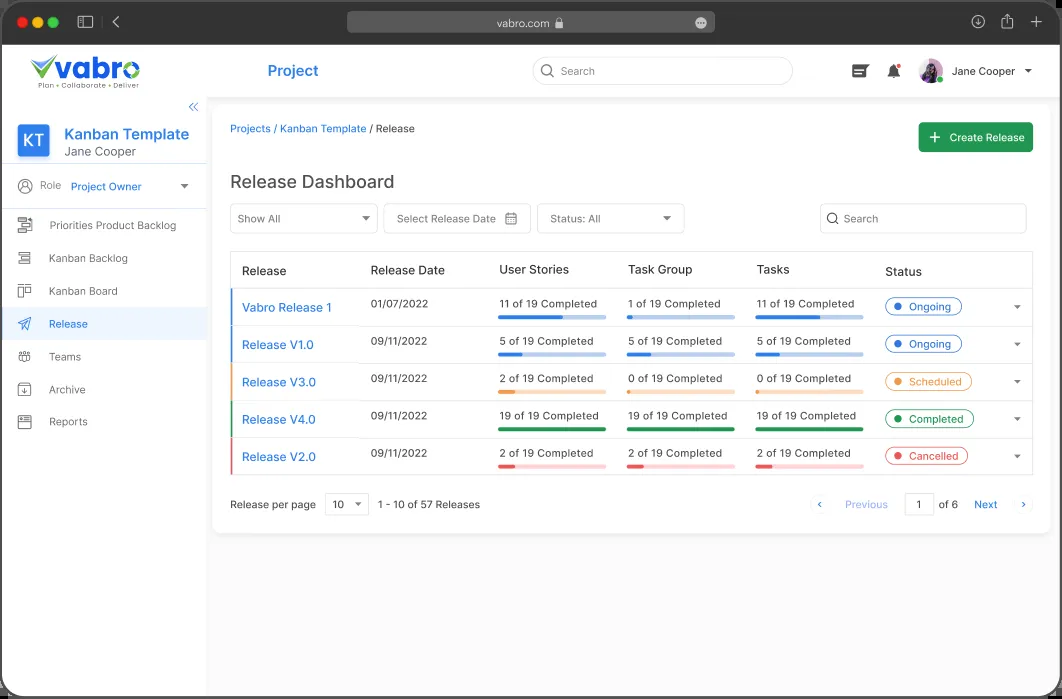 vabro.com
vabro
Plan • Collaborate • Deliver
Project
Search
Jane Cooper
KT
Kanban Template
Jane Cooper
Role Project Owner
Priorities Product Backlog
Kanban Backlog
Kanban Board
Release
Teams
Archive
Reports
Projects / Kanban Template / Release
+ Create Release
Release Dashboard
Show All
Select Release Date
Status: All
Search
Release Release Date User Stories Task Group Tasks Status
Vabro Release 1 01/07/2022 11 of 19 Completed 1 of 19 Completed 11 of 19 Completed Ongoing
Release V1.0 09/11/2022 5 of 19 Completed 5 of 19 Completed 5 of 19 Completed Ongoing
Release V3.0 09/11/2022 2 of 19 Completed 0 of 19 Completed 0 of 19 Completed Scheduled
Release V4.0 09/11/2022 19 of 19 Completed 19 of 19 Completed 19 of 19 Completed Completed
Release V2.0 09/11/2022 2 of 19 Completed 2 of 19 Completed 2 of 19 Completed Cancelled
Release per page 10 1 - 10 of 57 Releases
Previous 1 of 6 Next